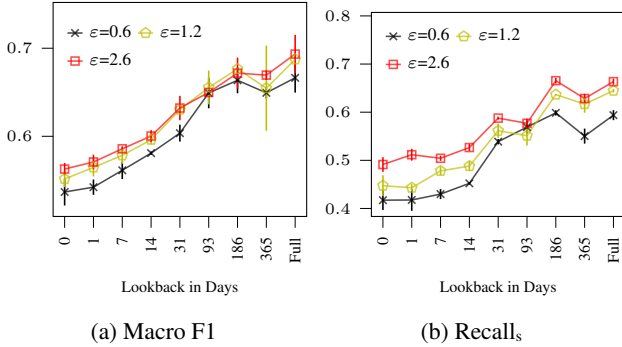 ε=0.6 ε=1.2
ε=2.6
0.7
0.6
0 1 7 14 31 93 186 365 Full
Lookback in Days
(a) Macro F1
0.8
ε=0.6 ε=1.2
ε=2.6
0.7
0.6
0.5
0.4
0 1 7 14 31 93 186 365 Full
Lookback in Days
(b) Recallₛ